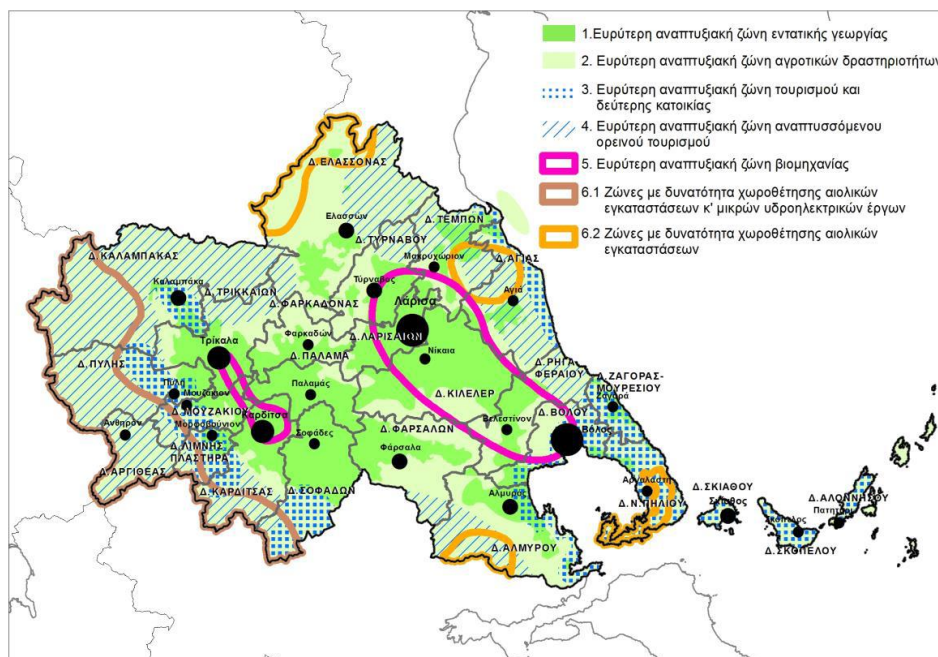 1.Ευρύτερη αναπτυξιακή ζώνη εντατικής γεωργίας
2. Ευρύτερη αναπτυξιακή ζώνη αγροτικών δραστηριοτήτων
3. Ευρύτερη αναπτυξιακή ζώνη τουρισμού και
δεύτερης κατοικίας
4. Ευρύτερη αναπτυξιακή ζώνη αναπτυσσόμενου
ορεινού τουρισμού
5. Ευρύτερη αναπτυξιακή ζώνη βιομηχανίας
6.1 Ζώνες με δυνατότητα χωροθέτησης αιολικών
εγκαταστάσεων κ' μικρών υδροηλεκτρικών έργων
6.2 Ζώνες με δυνατότητα χωροθέτησης αιολικών
εγκαταστάσεων
Δ.ΕΛΑΣΣΟΝΑΣ
Ελασσών
Δ.ΤΕΜΠΩΝ
Δ.ΤΥΡΝΑΒΟΥ
Μακρυχώριον
Δ.ΚΑΛΑΜΠΑΚΑΣ
Δ.ΑΓΙΑΣ
Καλαμπάκα
Τύρναβος
Αγιά
Δ.ΤΡΙΚΚΑΙΩΝ
Δ.ΦΑΡΚΑΔΟΝΑΣ
Λάρισα
Φαρκαδών
Δ.ΛΑΡΙΣΑΙΩΝ
Τρίκαλα
Δ.ΠΑΛΑΜΑ
Νίκαια
Δ.ΠΥΛΗΣ
Δ.ΡΗΓΑ
ΦΕΡΑΙΟΥ
Δ.ΖΑΓΟΡΑΣ-
ΜΟΥΡΕΣΙΟΥ
Πύλη
Παλαμάς
Δ.ΚΙΛΕΛΕΡ
Ζαγορά
Μουζάκιον
Δ.ΜΟΥΖΑΚΙΟΥ
Καρδίτσα
Δ.ΒΟΛΟΥ
Ανθηρόν
Μορφοβούνιον
Σοφάδες
Δ.ΦΑΡΣΑΛΩΝ
Βελεστίνον
Βόλος
Δ.ΛΙΜΝΗΣ
ΠΛΑΣΤΗΡΑ
Φάρσαλα
Δ.ΑΡΓΙΘΕΑΣ
Αργαλαστή
Δ.ΚΑΡΔΙΤΣΑΣ
Δ.ΣΟΦΑΔΩΝ
Αλμυρός
Δ.Ν.ΠΗΛΙΟΥ
Δ.ΣΚΙΑΘΟΥ
Σκιάθος
Δ.ΑΛΟΝΝΗΣΟΥ
Πατητήρι
Σκόπελος
Δ.ΑΛΜΥΡΟΥ
Δ.ΣΚΟΠΕΛΟΥ